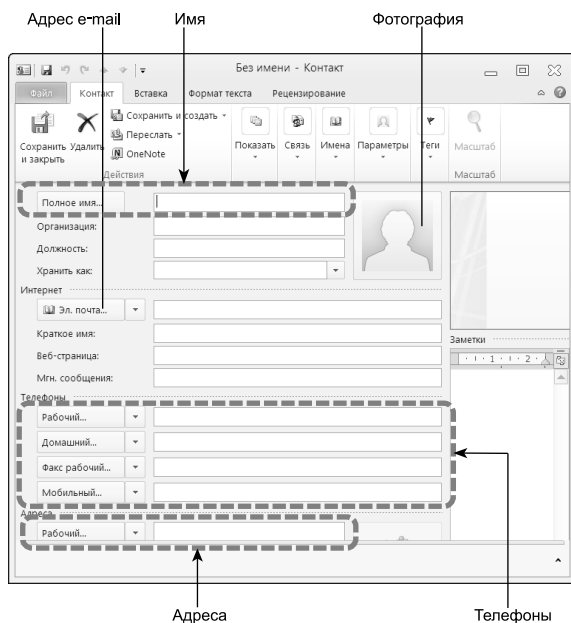 Адрес e-mail Имя Фотография
Без имени - Контакт
Файл Контакт Вставка Формат текста Рецензирование
Сохранить и закрыть
Удалить
Сохранить и создать
Переслать
OneNote
Действия
Показать Связь Имена Параметры Теги Масштаб
Масштаб
Полное имя...
Организация:
Должность:
Хранить как:
Интернет
Эл. почта...
Краткое имя:
Веб-страница:
Мгн. сообщения:
Заметки
1 2
Телефоны
Рабочий...
Домашний...
Факс рабочий...
Мобильный...
Адреса
Рабочий...
Адреса Телефоны